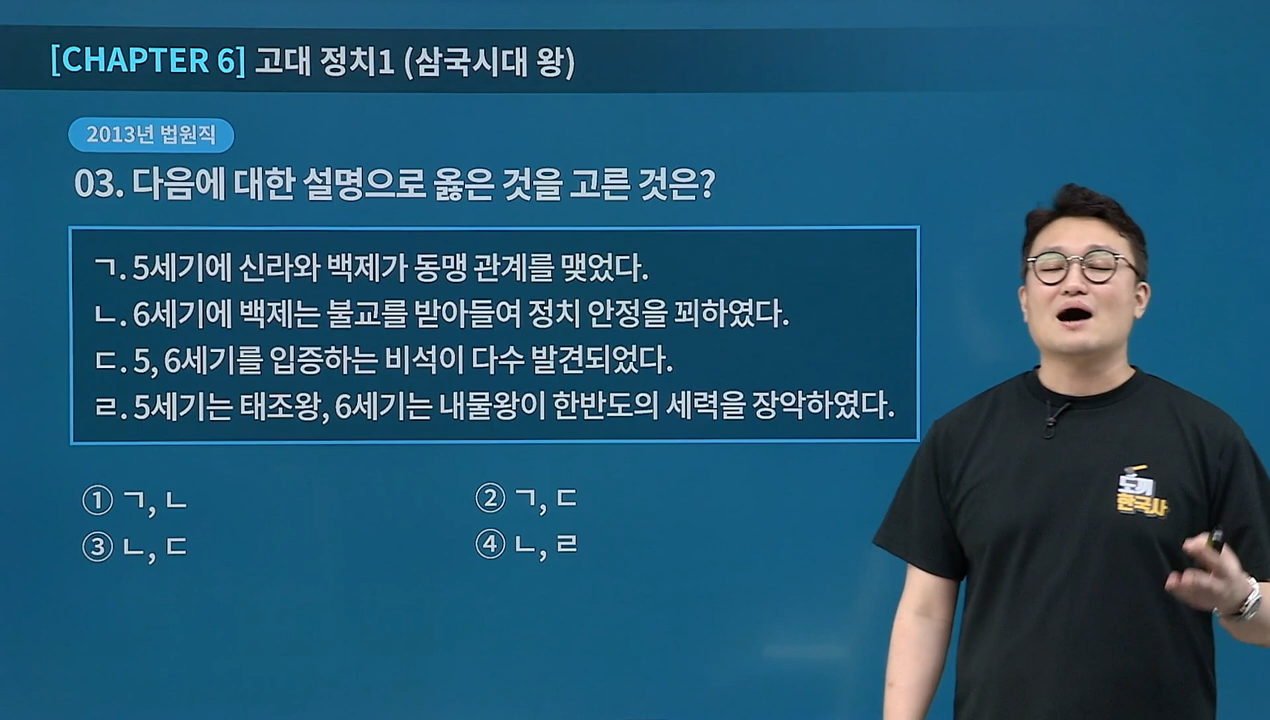 [CHAPTER 6] 고대 정치1 (삼국시대 왕)
2013년 법원직
03. 다음에 대한 설명으로 옳은 것을 고른 것은?
ㄱ. 5세기에 신라와 백제가 동맹 관계를 맺었다.
ㄴ. 6세기에 백제는 불교를 받아들여 정치 안정을 꾀하였다.
ㄷ. 5, 6세기를 입증하는 비석이 다수 발견되었다.
ㄹ. 5세기는 태조왕, 6세기는 내물왕이 한반도의 세력을 장악하였다.
① ㄱ, ㄴ
② ㄱ, ㄷ
③ ㄴ, ㄷ
④ ㄴ, ㄹ
도끼
한국사